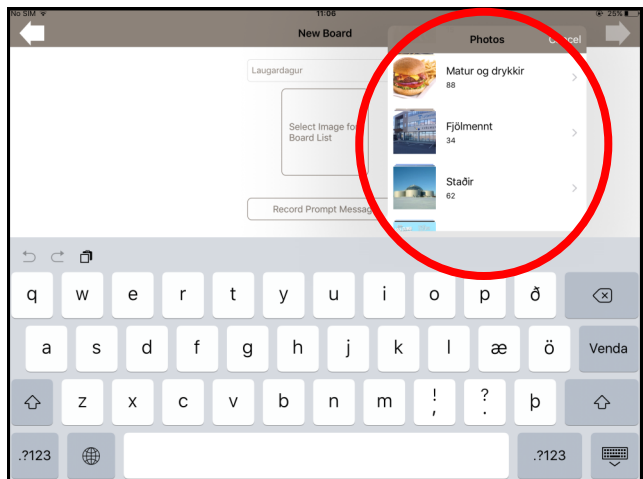 No SIM
11:06
25%
New Board
Photos
Cancel
Laugardagur
Matur og drykkir
88
Select Image for
Board List
Fjölmennt
34
Staðir
62
Record Prompt Messag
q w e r t y u i o p ð
a s d f g h j k l æ ö Venda
z x c v b n m ! , ? . þ
.?123 .?123